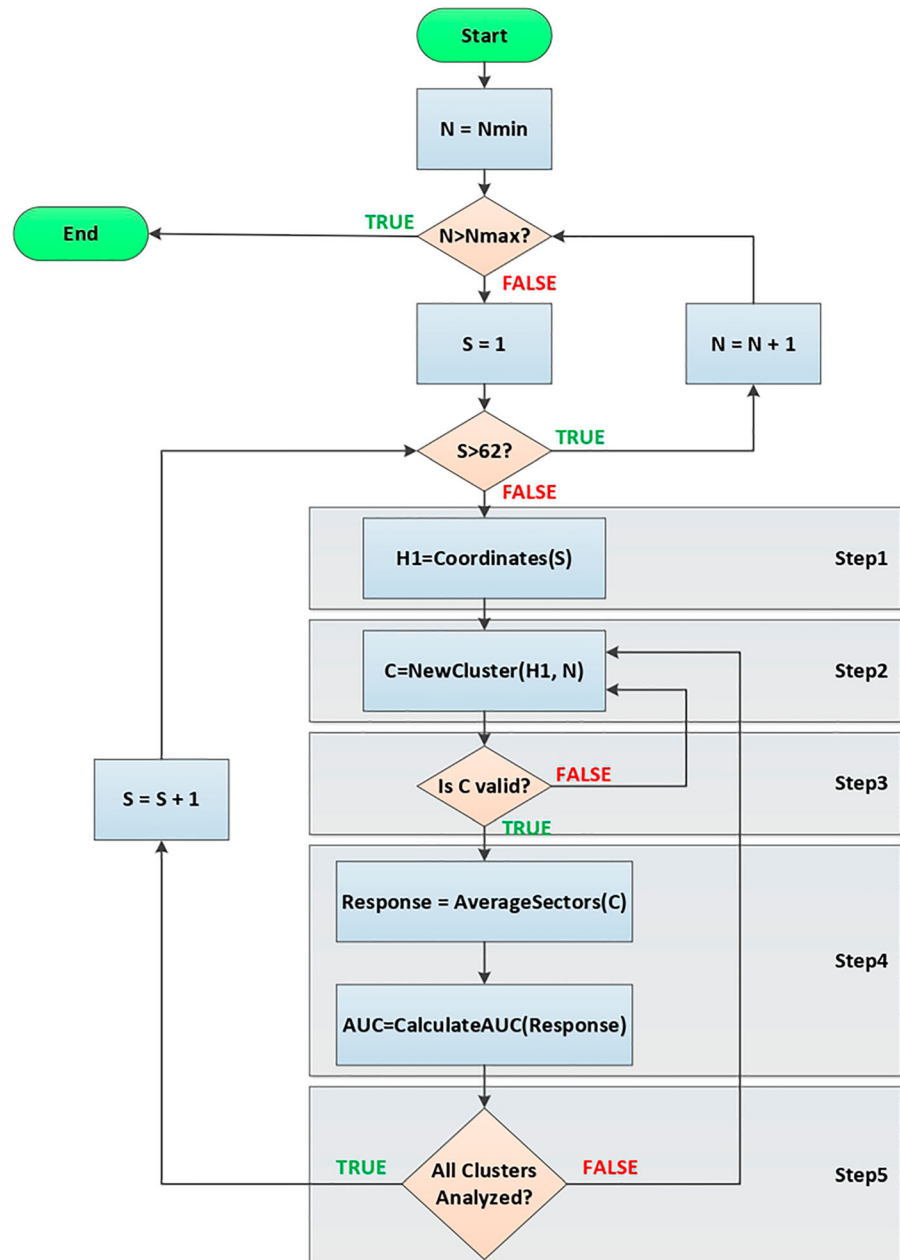 Start
N = Nmin
TRUE
End
N>Nmax?
FALSE
S = 1
N = N + 1
S>62?
TRUE
FALSE
H1=Coordinates(S)
Step1
C=NewCluster(H1, N)
Step2
Is C valid?
FALSE
Step3
S = S + 1
TRUE
Response = AverageSectors(C)
Step4
AUC=CalculateAUC(Response)
TRUE
All Clusters
Analyzed?
FALSE
Step5